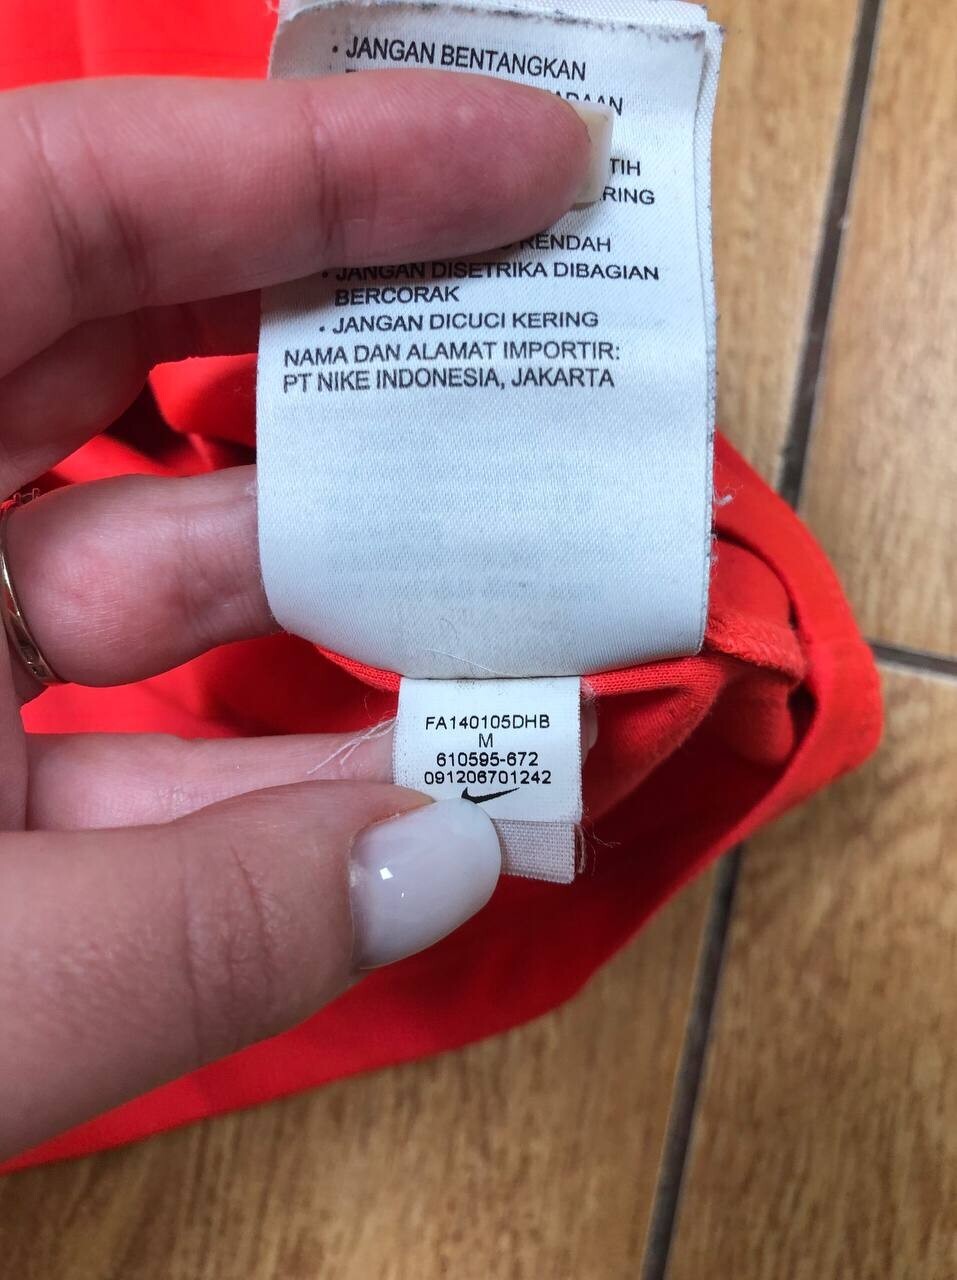 • JANGAN BENTANGKAN
TIH
RENDAH
• JANGAN DISETRIKA DIBAGIAN
BERCORAK
• JANGAN DICUCI KERING
NAMA DAN ALAMAT IMPORTIR:
PT NIKE INDONESIA, JAKARTA
FA140105DHB
M
610595-672
091206701242